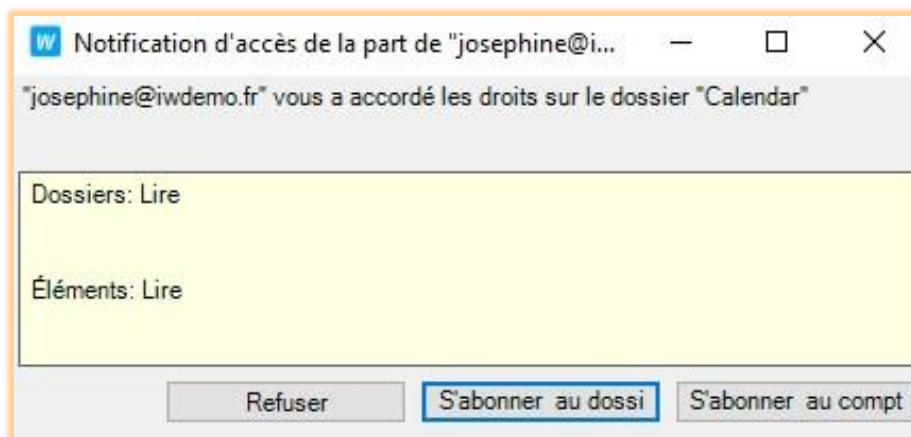 W Notification d'accès de la part de "josephine@i...
"josephine@iwdemo.fr" vous a accordé les droits sur le dossier "Calendar"
Dossiers: Lire
Éléments: Lire
Refuser
S'abonner au dossi
S'abonner au compt